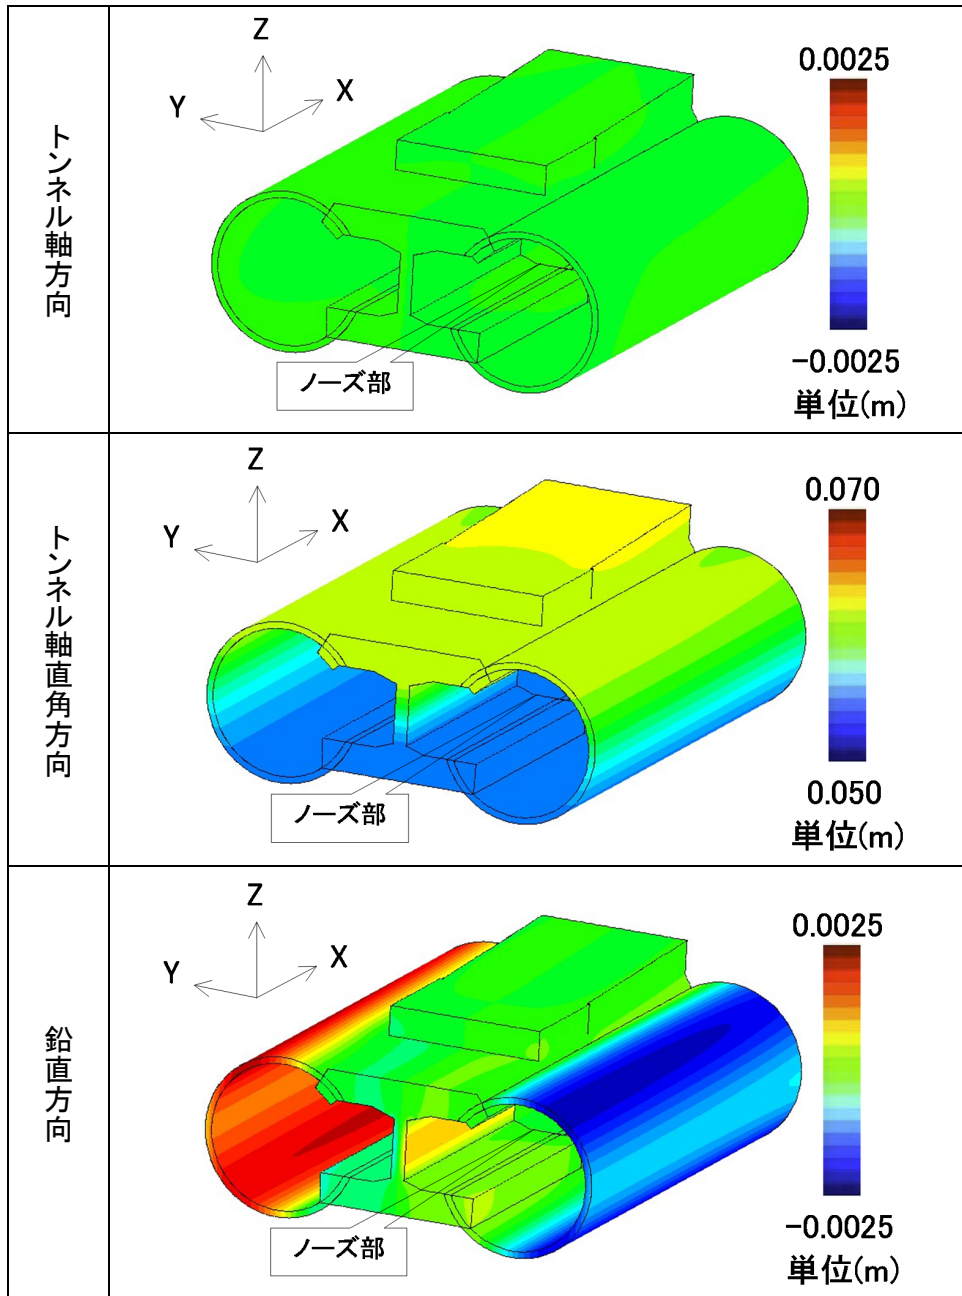 トンネル軸方向
Z
Y
X
0.0025
-0.0025
単位(m)
ノーズ部
トンネル軸直角方向
Z
Y
X
0.070
0.050
単位(m)
ノーズ部
鉛直方向
Z
Y
X
0.0025
-0.0025
単位(m)
ノーズ部